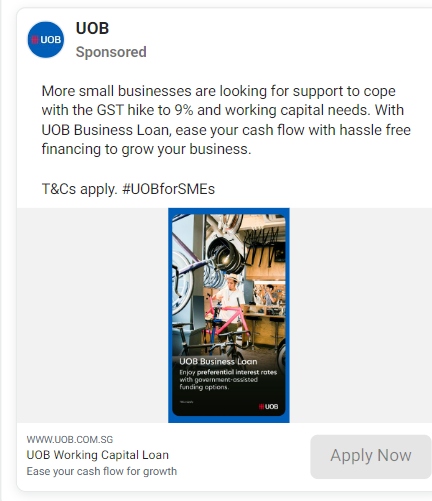 UOB
UOB
Sponsored
More small businesses are looking for support to cope
with the GST hike to 9% and working capital needs. With
UOB Business Loan, ease your cash flow with hassle free
financing to grow your business.
T&Cs apply. #UOBforSMEs
UOB Business Loan
Enjoy preferential interest rates
with government-assisted
funding options.
UOB
WWW.UOB.COM.SG
UOB Working Capital Loan
Ease your cash flow for growth
Apply Now